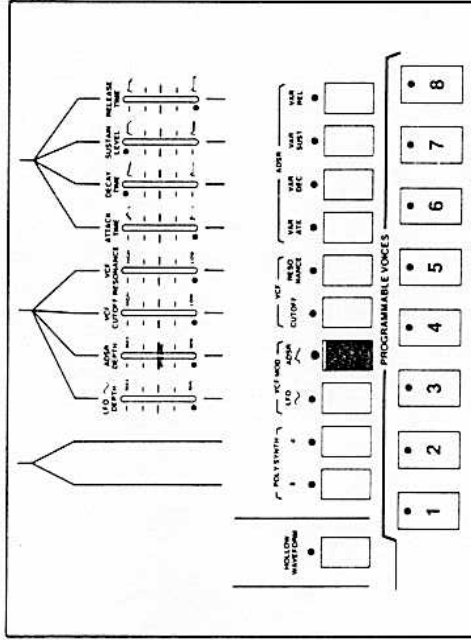 LFO DEPTH
ADSR DEPTH
VCF CUTOFF
VCF RESONANCE
ATTACK TIME
DECAY TIME
SUSTAIN LEVEL
RELEASE TIME
HOLLOW
WAVEFORM
POLY SYNTH
VCF MOD
LFO
ADSR
VCF
CUTOFF
RESO
NANCE
ADSR
VAR
ATK
VAR
DEC
VAR
SUST
VAR
REL
PROGRAMMABLE VOICES
1 2 3 4 5 6 7 8